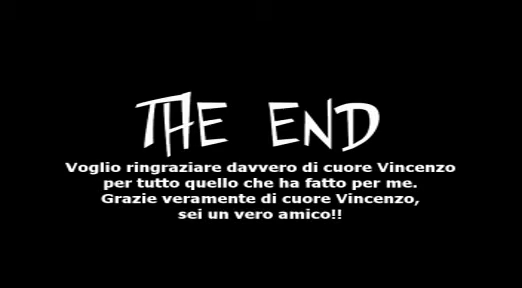 THE END
Voglio ringraziare davvero di cuore Vincenzo
per tutto quello che ha fatto per me.
Grazie veramente di cuore Vincenzo,
sei un vero amico!!